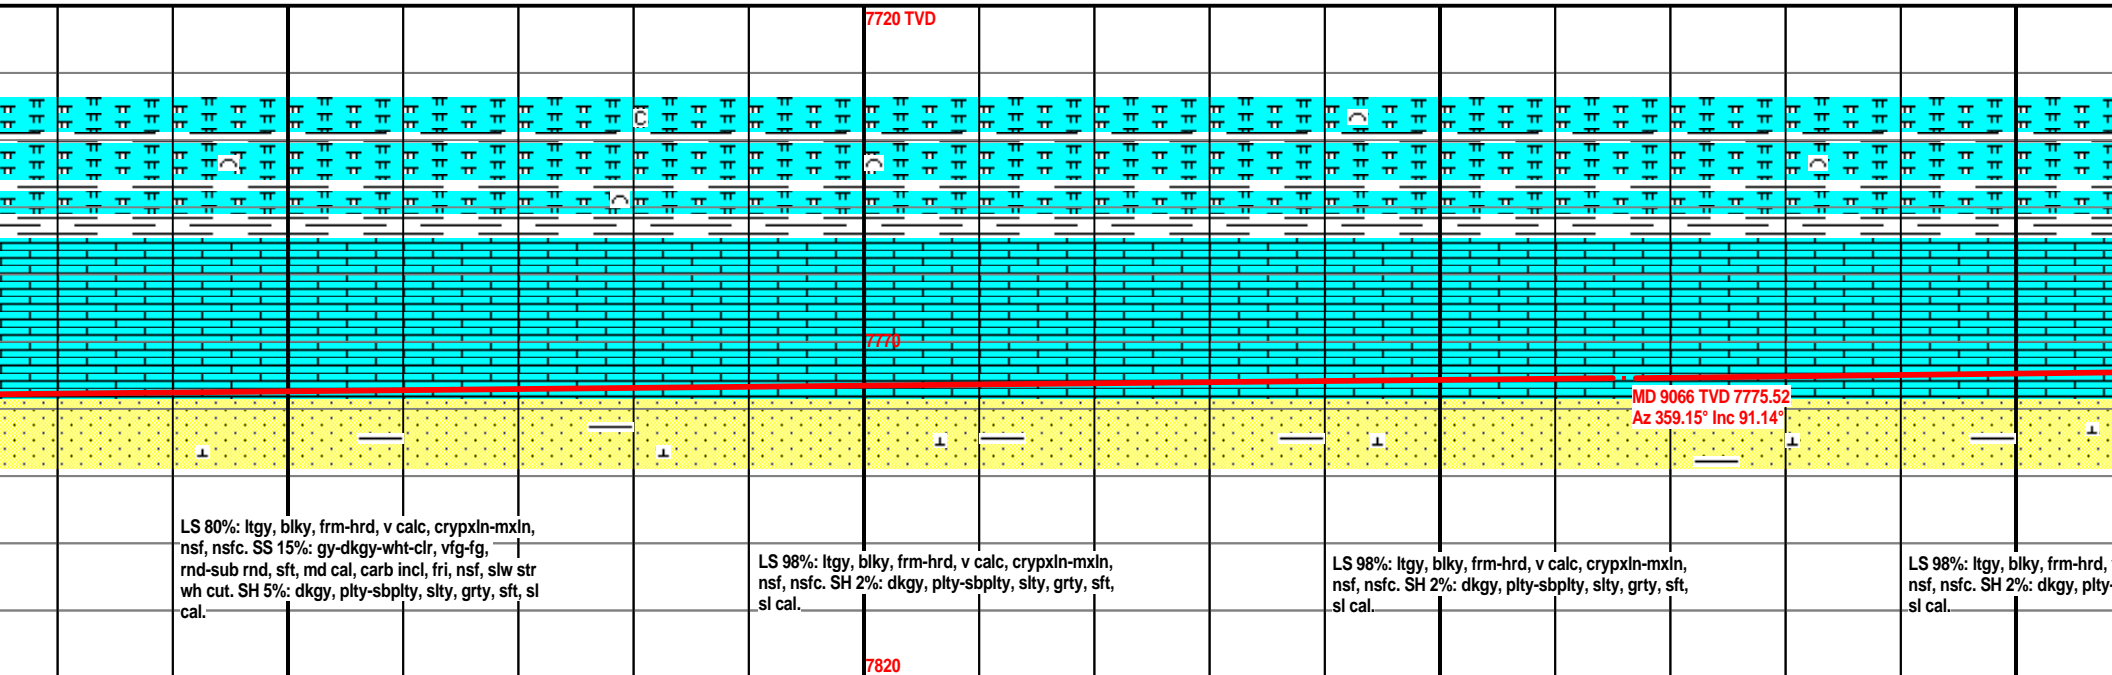 7720 TVD
C
7770
MD 9066 TVD 7775.52
Az 359.15° Inc 91.14°
LS 80%: ltgy, blky, frm-hrd, v calc, crypxln-mxln,
nsf, nsfc. SS 15%: gy-dkgy-wht-clr, vfg-fg,
rnd-sub rnd, sft, md cal, carb incl, fri, nsf, slw str
wh cut. SH 5%: dkgy, plty-sbplty, slty, grty, sft, sl
cal.
LS 98%: ltgy, blky, frm-hrd, v calc, crypxln-mxln,
nsf, nsfc. SH 2%: dkgy, plty-sbplty, slty, grty, sft,
sl cal.
LS 98%: ltgy, blky, frm-hrd, v calc, crypxln-mxln,
nsf, nsfc. SH 2%: dkgy, plty-sbplty, slty, grty, sft,
sl cal.
LS 98%: ltgy, blky, frm-hrd,
nsf, nsfc. SH 2%: dkgy, plty-
sl cal.
7820